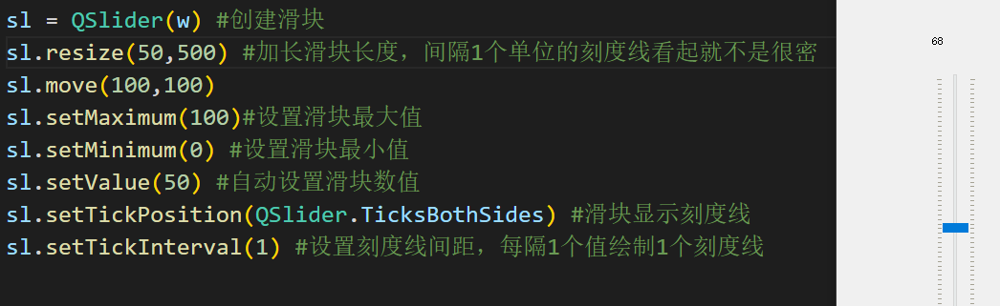 sl = QSlider(w) #创建滑块
68
sl.resize(50,500) #加长滑块长度，间隔1个单位的刻度线看起就不是很密
sl.move(100,100)
sl.setMaximum(100)#设置滑块最大值
sl.setMinimum(0) #设置滑块最小值
sl.setValue(50) #自动设置滑块数值
sl.setTickPosition(QSlider.TicksBothSides) #滑块显示刻度线
sl.setTickInterval(1) #设置刻度线间距，每隔1个值绘制1个刻度线